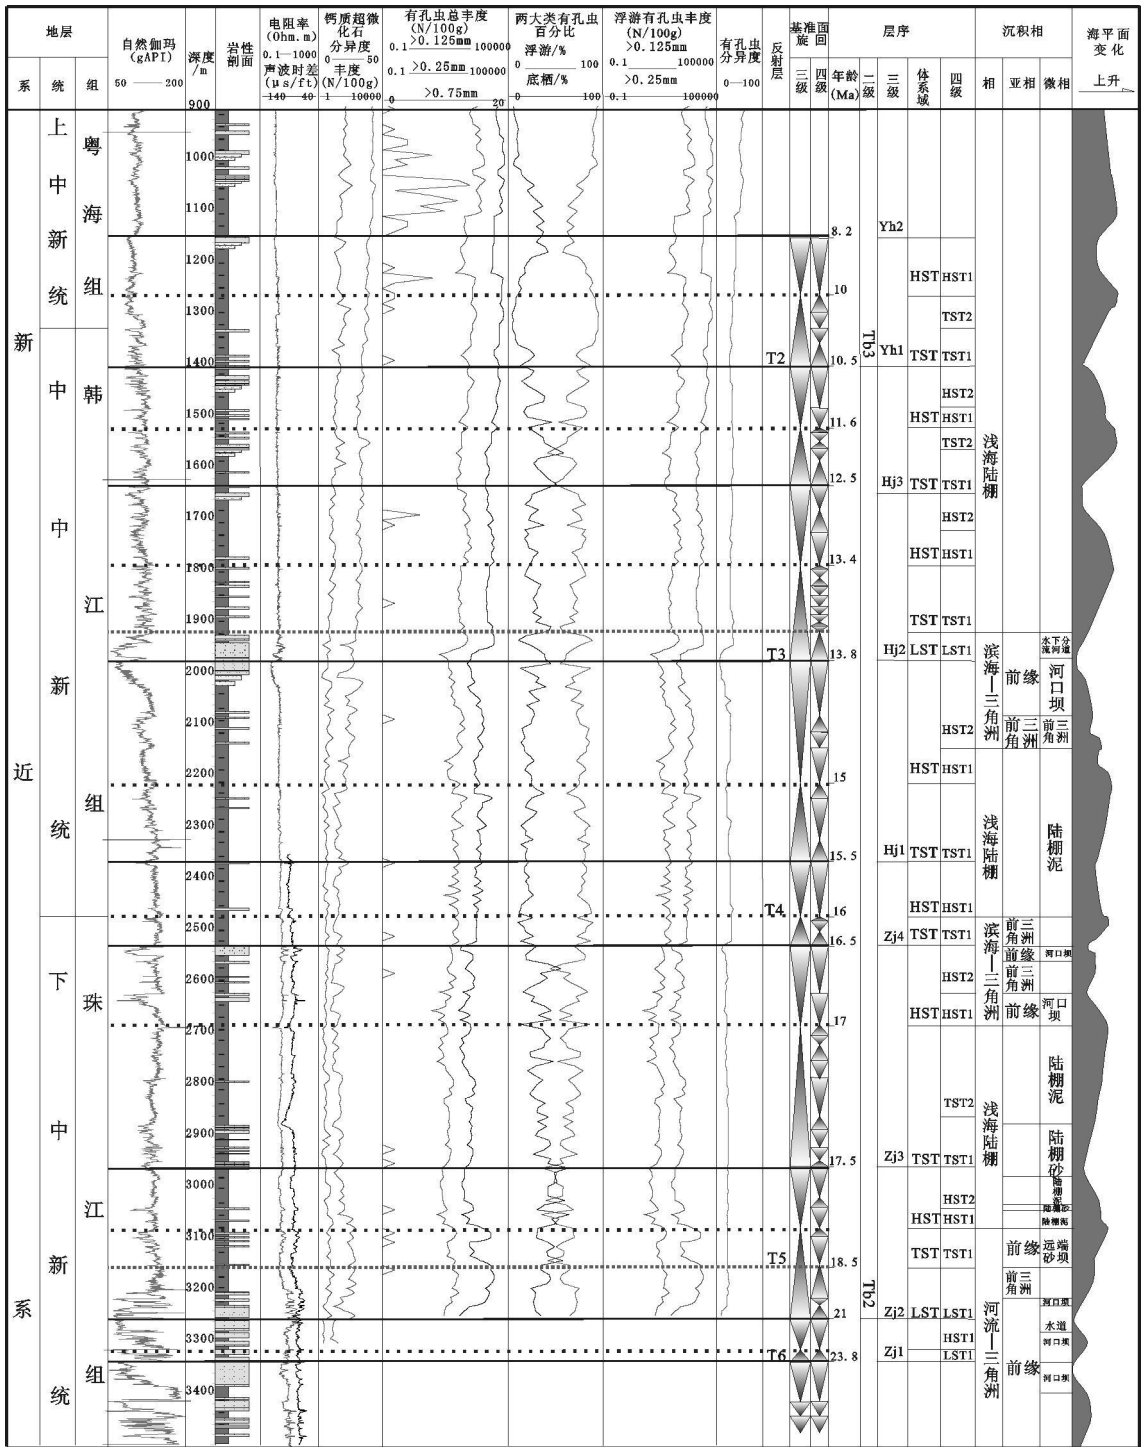 地层
系
统
组
自然伽玛
(gAPI)
50 200
深度
/m
岩性
剖面
电阻率
(Ohm.m)
0.1 1000
声波时差
(μs/ft)
140 40
钙质超微
化石
分异度
0 50
丰度
(N/100g)
1 10000
有孔虫总丰度
(N/100g)
>0.125mm
0.1 100000
>0.25mm
0.1 100000
>0.75mm
0 20
两大类有孔虫
百分比
浮游/%
0 100
底栖/%
0 100
浮游有孔虫丰度
(N/100g)
>0.125mm
0.1 100000
>0.25mm
0.1 100000
有孔虫
分异度
0 100
反射层
基准面
旋回
三级
四级
年龄
(Ma)
层序
二级
三级
体系域
四级
沉积相
相
亚相
微相
海平面
变化
上升
新近系
上中新统
中中新统
下中新统
粤海组
韩江组
珠江组
900
1000
1100
1200
1300
1400
1500
1600
1700
1800
1900
2000
2100
2200
2300
2400
2500
2600
2700
2800
2900
3000
3100
3200
3300
3400
T2
T3
T4
T5
T6
8.2
10
10.5
11.6
12.5
13.4
13.8
15
15.5
16
16.5
17
17.5
18.5
21
23.8
Tb3
Tb2
Yh2
Yh1
Hj3
Hj2
Hj1
Zj4
Zj3
Zj2
Zj1
HST HST1
TST2
TST TST1
HST2
HST HST1
TST2
TST TST1
HST2
HST HST1
TST TST1
LST LST1
HST2
HST HST1
TST TST1
HST HST1
TST TST1
HST2
HST HST1
TST2
TST TST1
HST2
HST HST1
TST TST1
LST LST1
HST1
LST1
浅海陆棚
滨海—三角洲
浅海陆棚
滨海—三角洲
浅海陆棚
河流—三角洲
前缘
前三角洲
前三角洲
前缘
前三角洲
前缘
前缘
前三角洲
前缘
水下分流河道
河口坝
前三角洲
陆棚泥
河口坝
河口坝
陆棚泥
陆棚砂
陆棚泥
陆棚砂
陆棚泥
远端砂坝
河口坝
水道
河口坝
河口坝